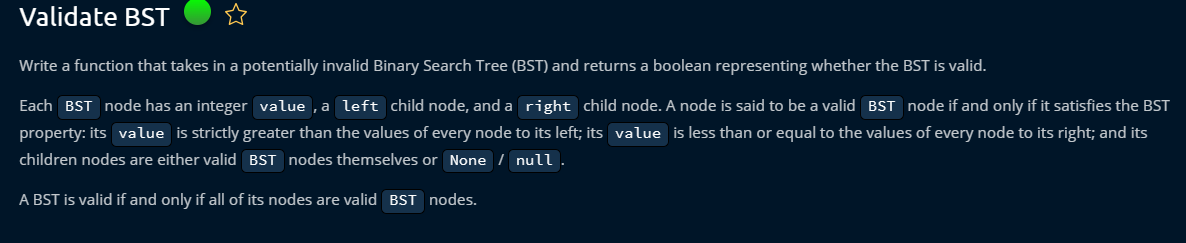 Validate BST
Write a function that takes in a potentially invalid Binary Search Tree (BST) and returns a boolean representing whether the BST is valid.
Each BST node has an integer value , a left child node, and a right child node. A node is said to be a valid BST node if and only if it satisfies the BST
property: its value is strictly greater than the values of every node to its left; its value is less than or equal to the values of every node to its right; and its
children nodes are either valid BST nodes themselves or None / null .
A BST is valid if and only if all of its nodes are valid BST nodes.